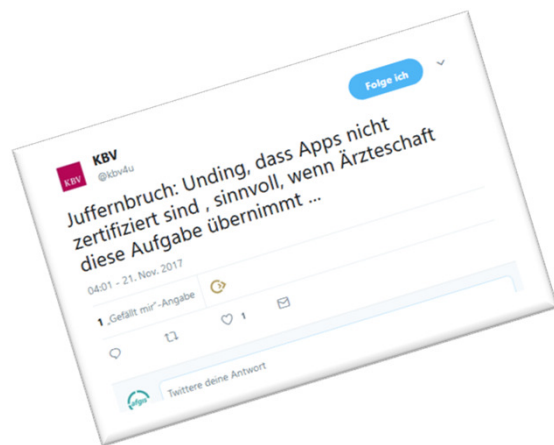 Folge ich
KBV
KBV
@kbv4u
Juffernbruch: Unding, dass Apps nicht
zertifiziert sind , sinnvoll, wenn Ärzteschaft
diese Aufgabe übernimmt ...
04:01 - 21. Nov. 2017
1 „Gefällt mir“-Angabe
1
afgis
Twittere deine Antwort